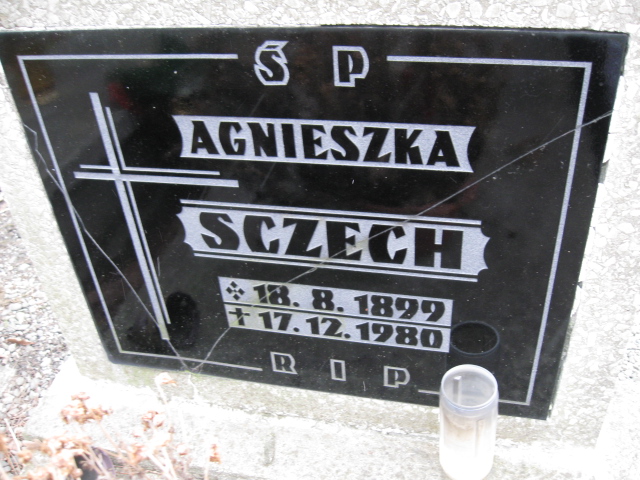 Ś P
AGNIESZKA
SCZECH
18. 8. 1899
✝ 17. 12. 1980
R I P